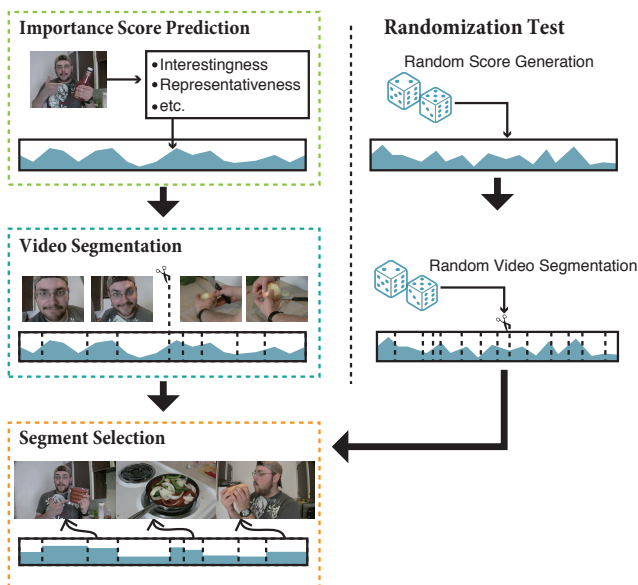 Importance Score Prediction
•Interestingness
•Representativeness
•etc.
Video Segmentation
Segment Selection
Randomization Test
Random Score Generation
Random Video Segmentation